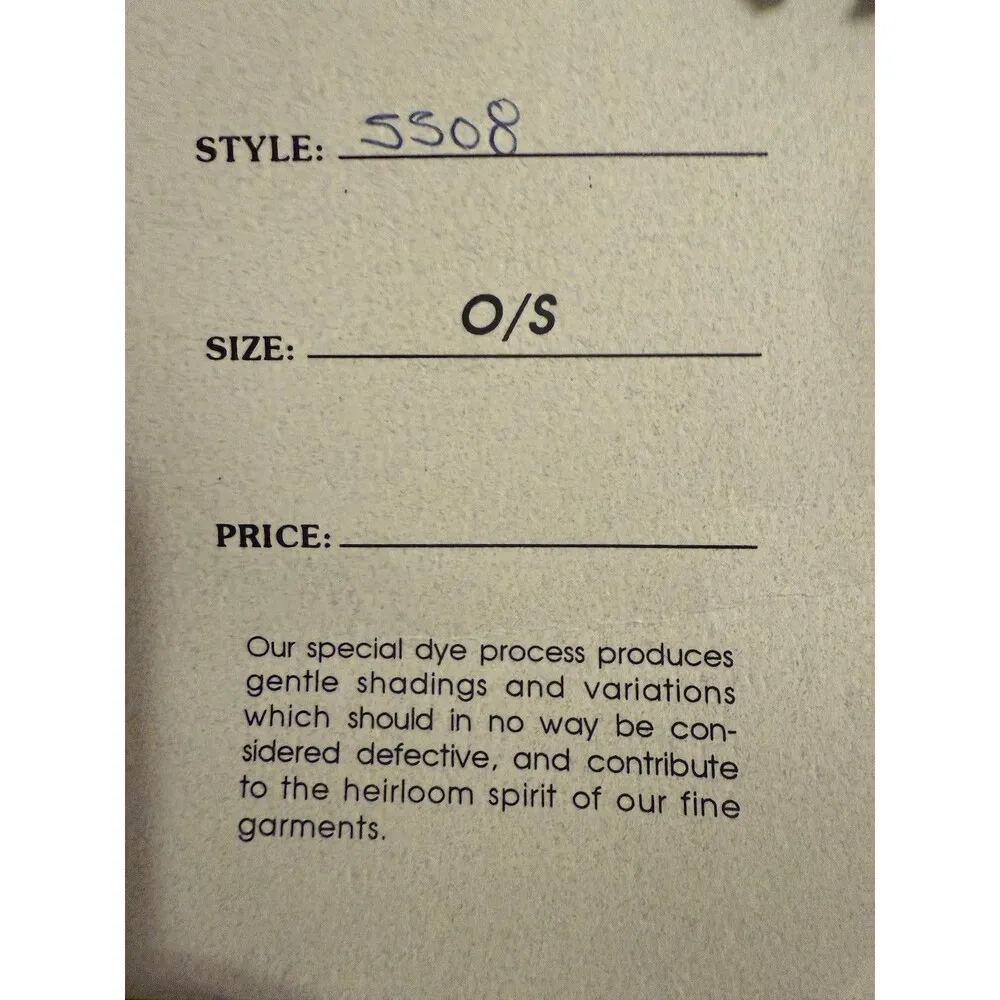 STYLE: 5508
SIZE: O/S
PRICE:
Our special dye process produces
gentle shadings and variations
which should in no way be con-
sidered defective, and contribute
to the heirloom spirit of our fine
garments.